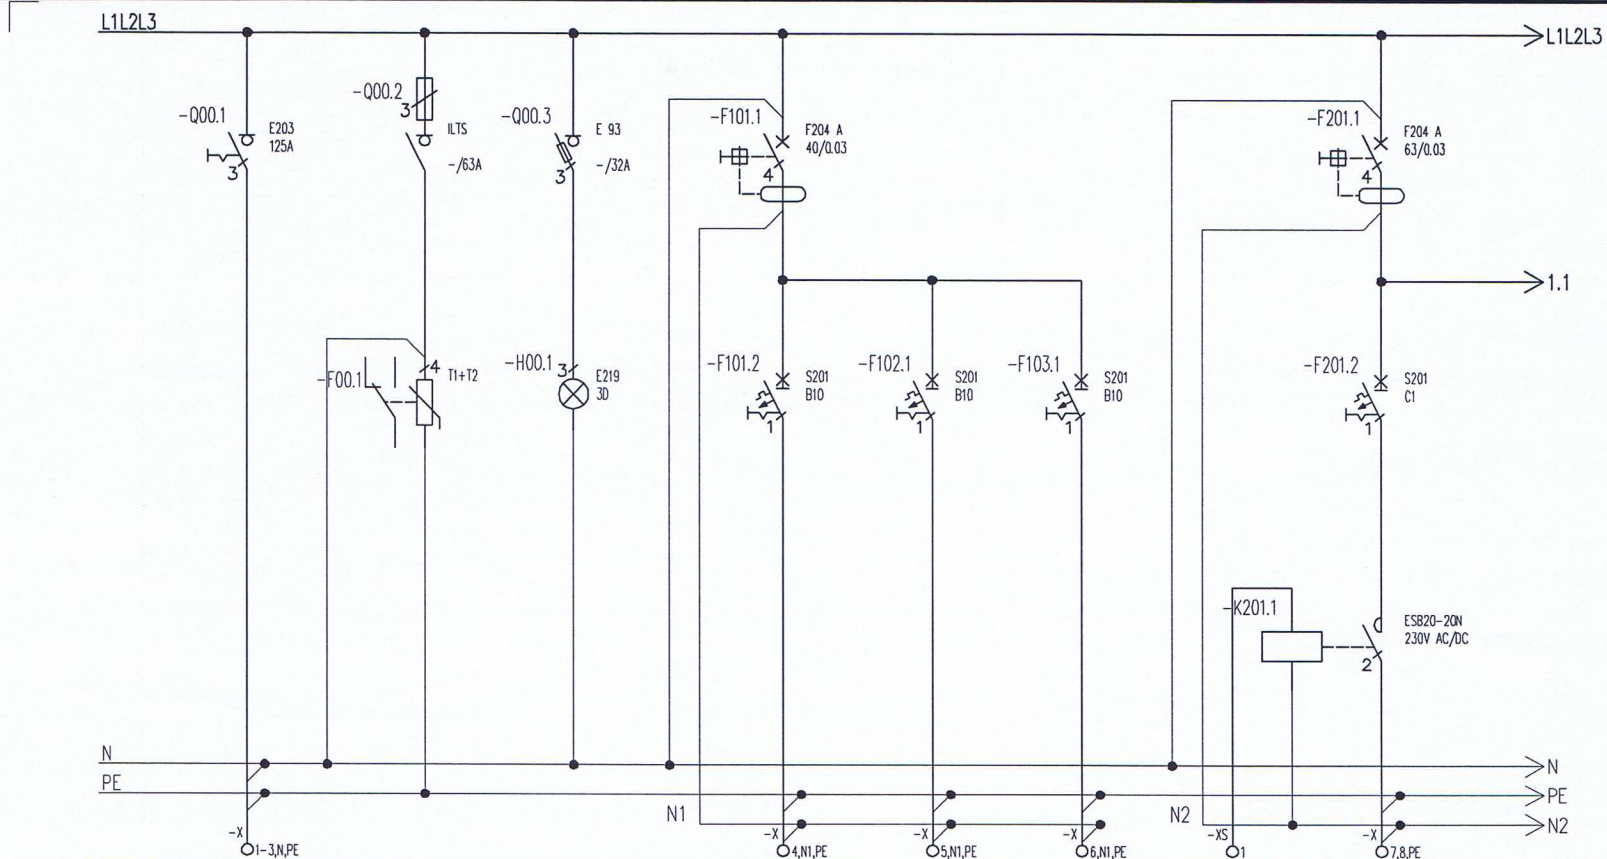 L1L2L3
L1L2L3
-Q00.1
E203
125A
3
-Q00.2
3
ILTS
-/63A
-Q00.3
E 93
-/32A
3
-F101.1
F204 A
40/0.03
4
-F201.1
F204 A
63/0.03
4
1.1
-F00.1
4
T1+T2
-H00.1
3
E219
3D
-F101.2
S201
B10
1
-F102.1
S201
B10
1
-F103.1
S201
B10
1
-F201.2
S201
C1
1
-K201.1
ESB20-20N
230V AC/DC
2
N
N
PE
PE
N1
N2
N2
-X
1-3,N,PE
-X
4,N1,PE
-X
5,N1,PE
-X
6,N1,PE
-XS
1
-X
7,8,PE